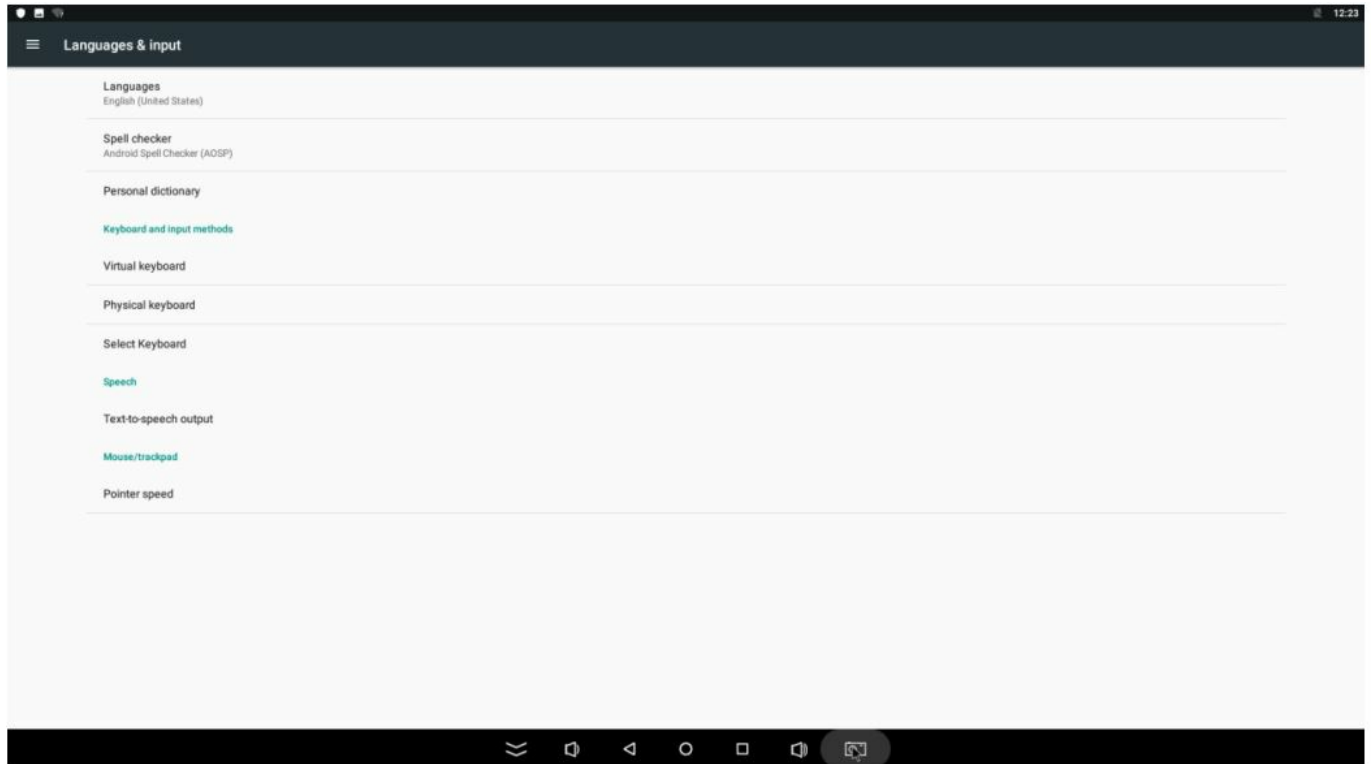 12:23
Languages & input
Languages
English (United States)
Spell checker
Android Spell Checker (AOSP)
Personal dictionary
Keyboard and input methods
Virtual keyboard
Physical keyboard
Select Keyboard
Speech
Text-to-speech output
Mouse/trackpad
Pointer speed